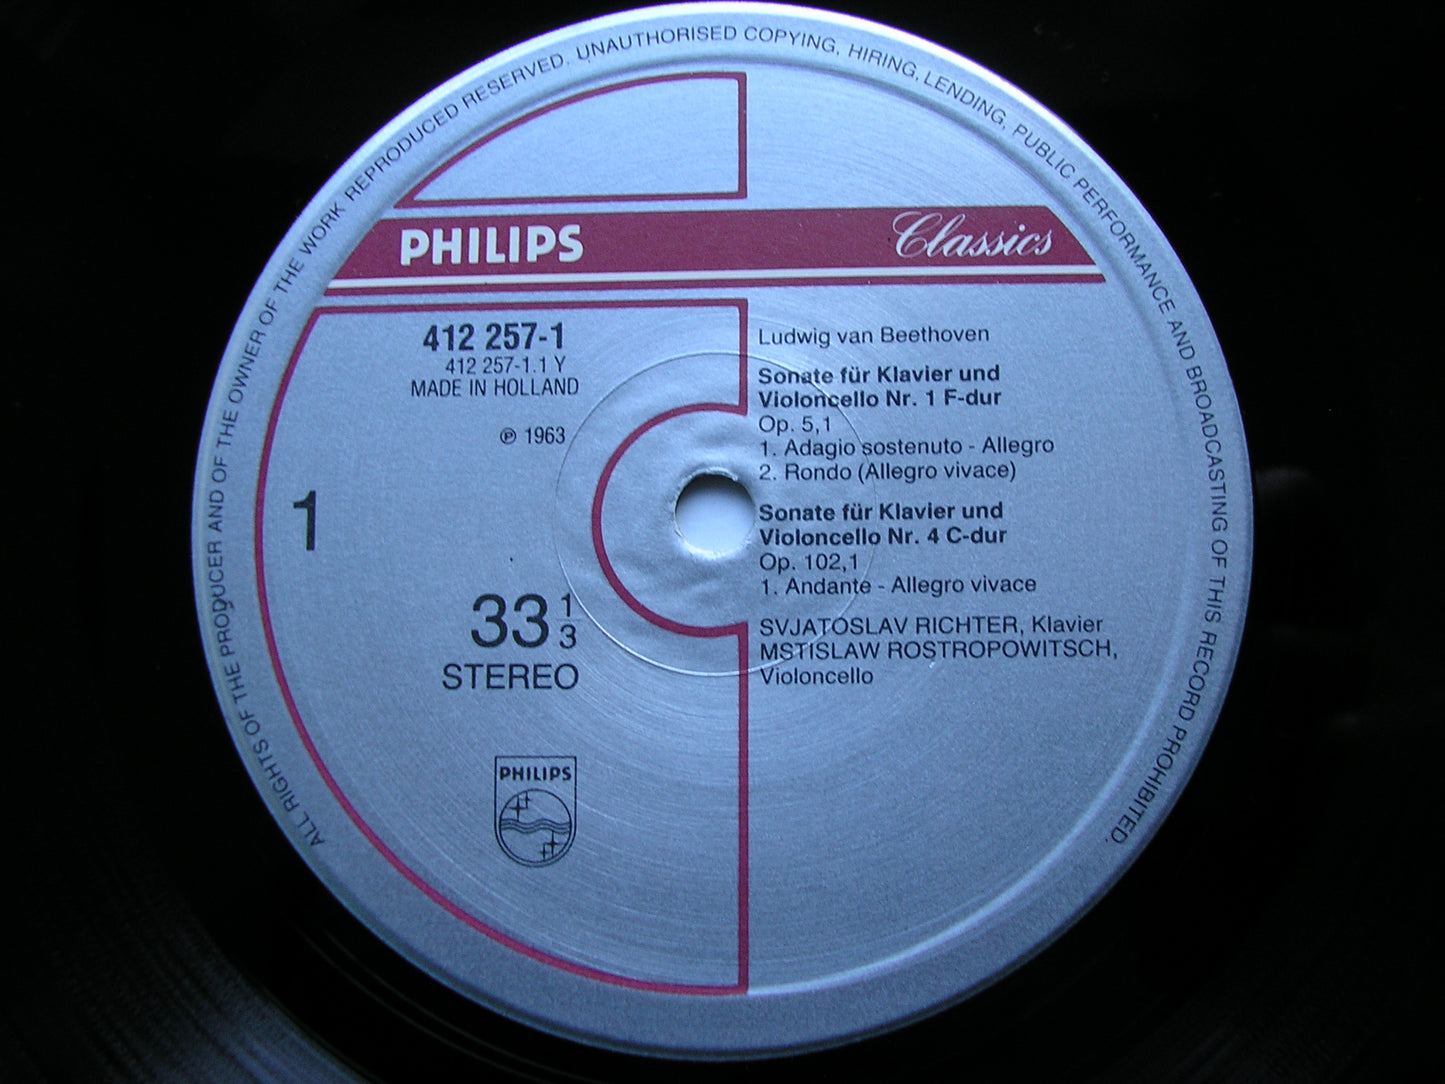 ALL RIGHTS OF THE PRODUCER AND OF THE OWNER OF THE WORK REPRODUCED RESERVED. UNAUTHORISED COPYING, HIRING, LENDING, PUBLIC PERFORMANCE AND BROADCASTING OF THIS RECORD PROHIBITED.
PHILIPS Classics
412 257-1
412 257-1.1 Y
MADE IN HOLLAND
℗ 1963
1
33 1/3
STEREO
PHILIPS
Ludwig van Beethoven
Sonate für Klavier und
Violoncello Nr. 1 F-dur
Op. 5,1
1. Adagio sostenuto - Allegro
2. Rondo (Allegro vivace)
Sonate für Klavier und
Violoncello Nr. 4 C-dur
Op. 102,1
1. Andante - Allegro vivace
SVJATOSLAV RICHTER, Klavier
MSTISLAW ROSTROPOWITSCH,
Violoncello